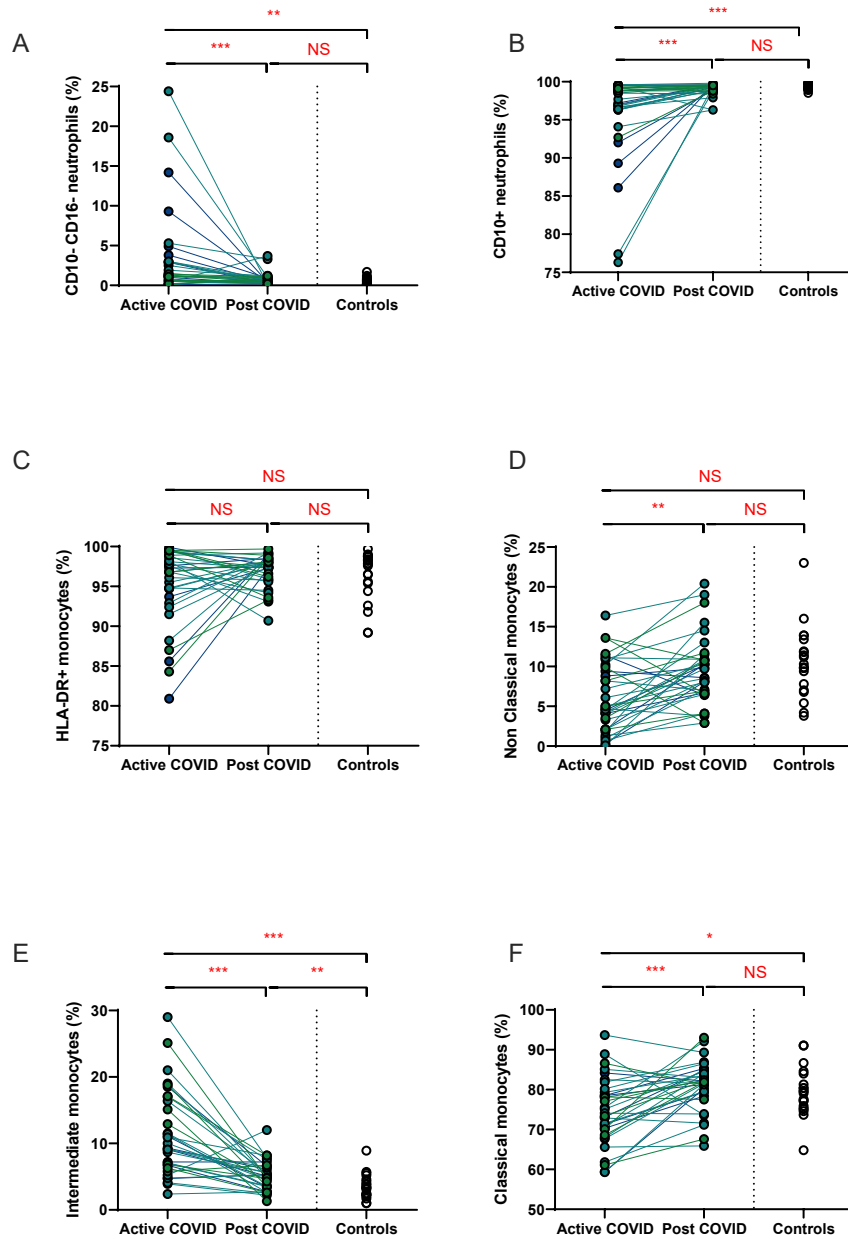 A
**
***
NS
CD10- CD16- neutrophils (%)
25
20
15
10
5
0
Active COVID
Post COVID
Controls
B
***
***
NS
CD10+ neutrophils (%)
100
95
90
85
80
75
Active COVID
Post COVID
Controls
C
NS
NS
NS
HLA-DR+ monocytes (%)
100
95
90
85
80
75
Active COVID
Post COVID
Controls
D
NS
**
NS
Non Classical monocytes (%)
25
20
15
10
5
0
Active COVID
Post COVID
Controls
E
***
***
**
Intermediate monocytes (%)
30
20
10
0
Active COVID
Post COVID
Controls
F
*
***
NS
Classical monocytes (%)
100
90
80
70
60
50
Active COVID
Post COVID
Controls